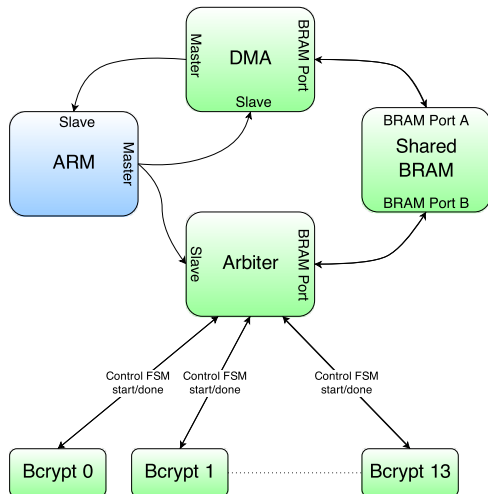 DMA
Master
BRAM Port
Slave
Slave
ARM
Master
BRAM Port A
Shared
BRAM
BRAM Port B
Arbiter
Slave
BRAM Port
Control FSM
start/done
Control FSM
start/done
Control FSM
start/done
Bcrypt 0
Bcrypt 1
Bcrypt 13